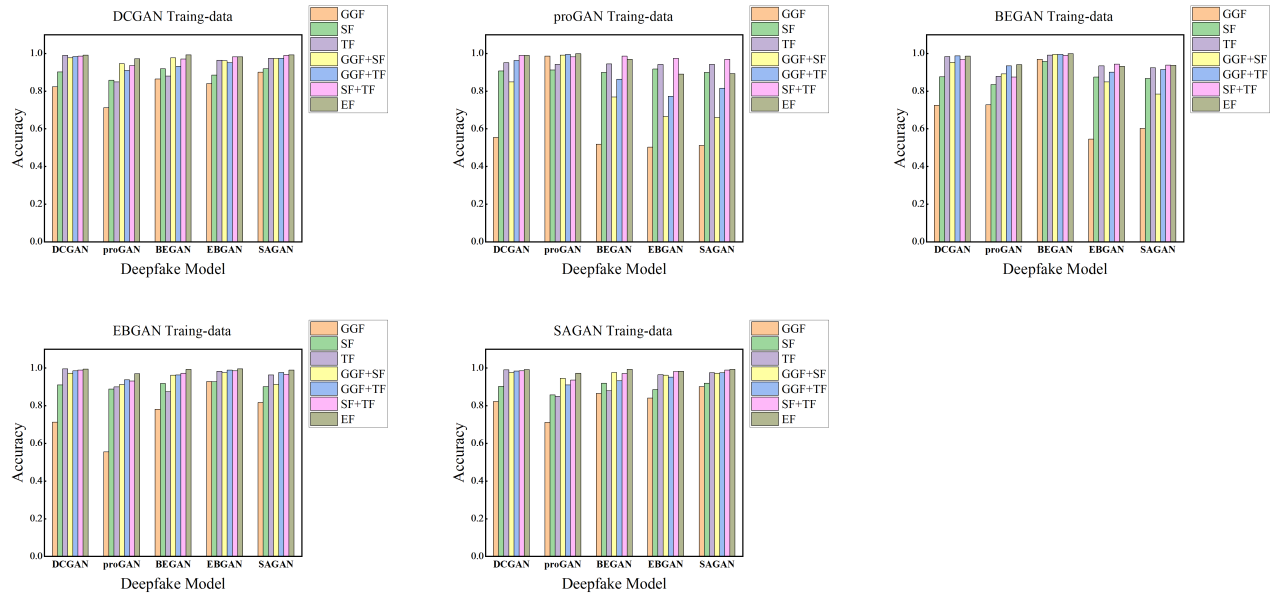 DCGAN Traing-data
GGF
SF
TF
GGF+SF
GGF+TF
SF+TF
EF
1.0
0.8
0.6
0.4
0.2
0.0
Accuracy
DCGAN proGAN BEGAN EBGAN SAGAN
Deepfake Model
proGAN Traing-data
GGF
SF
TF
GGF+SF
GGF+TF
SF+TF
EF
1.0
0.8
0.6
0.4
0.2
0.0
Accuracy
DCGAN proGAN BEGAN EBGAN SAGAN
Deepfake Model
BEGAN Traing-data
GGF
SF
TF
GGF+SF
GGF+TF
SF+TF
EF
1.0
0.8
0.6
0.4
0.2
0.0
Accuracy
DCGAN proGAN BEGAN EBGAN SAGAN
Deepfake Model
EBGAN Traing-data
GGF
SF
TF
GGF+SF
GGF+TF
SF+TF
EF
1.0
0.8
0.6
0.4
0.2
0.0
Accuracy
DCGAN proGAN BEGAN EBGAN SAGAN
Deepfake Model
SAGAN Traing-data
GGF
SF
TF
GGF+SF
GGF+TF
SF+TF
EF
1.0
0.8
0.6
0.4
0.2
0.0
Accuracy
DCGAN proGAN BEGAN EBGAN SAGAN
Deepfake Model